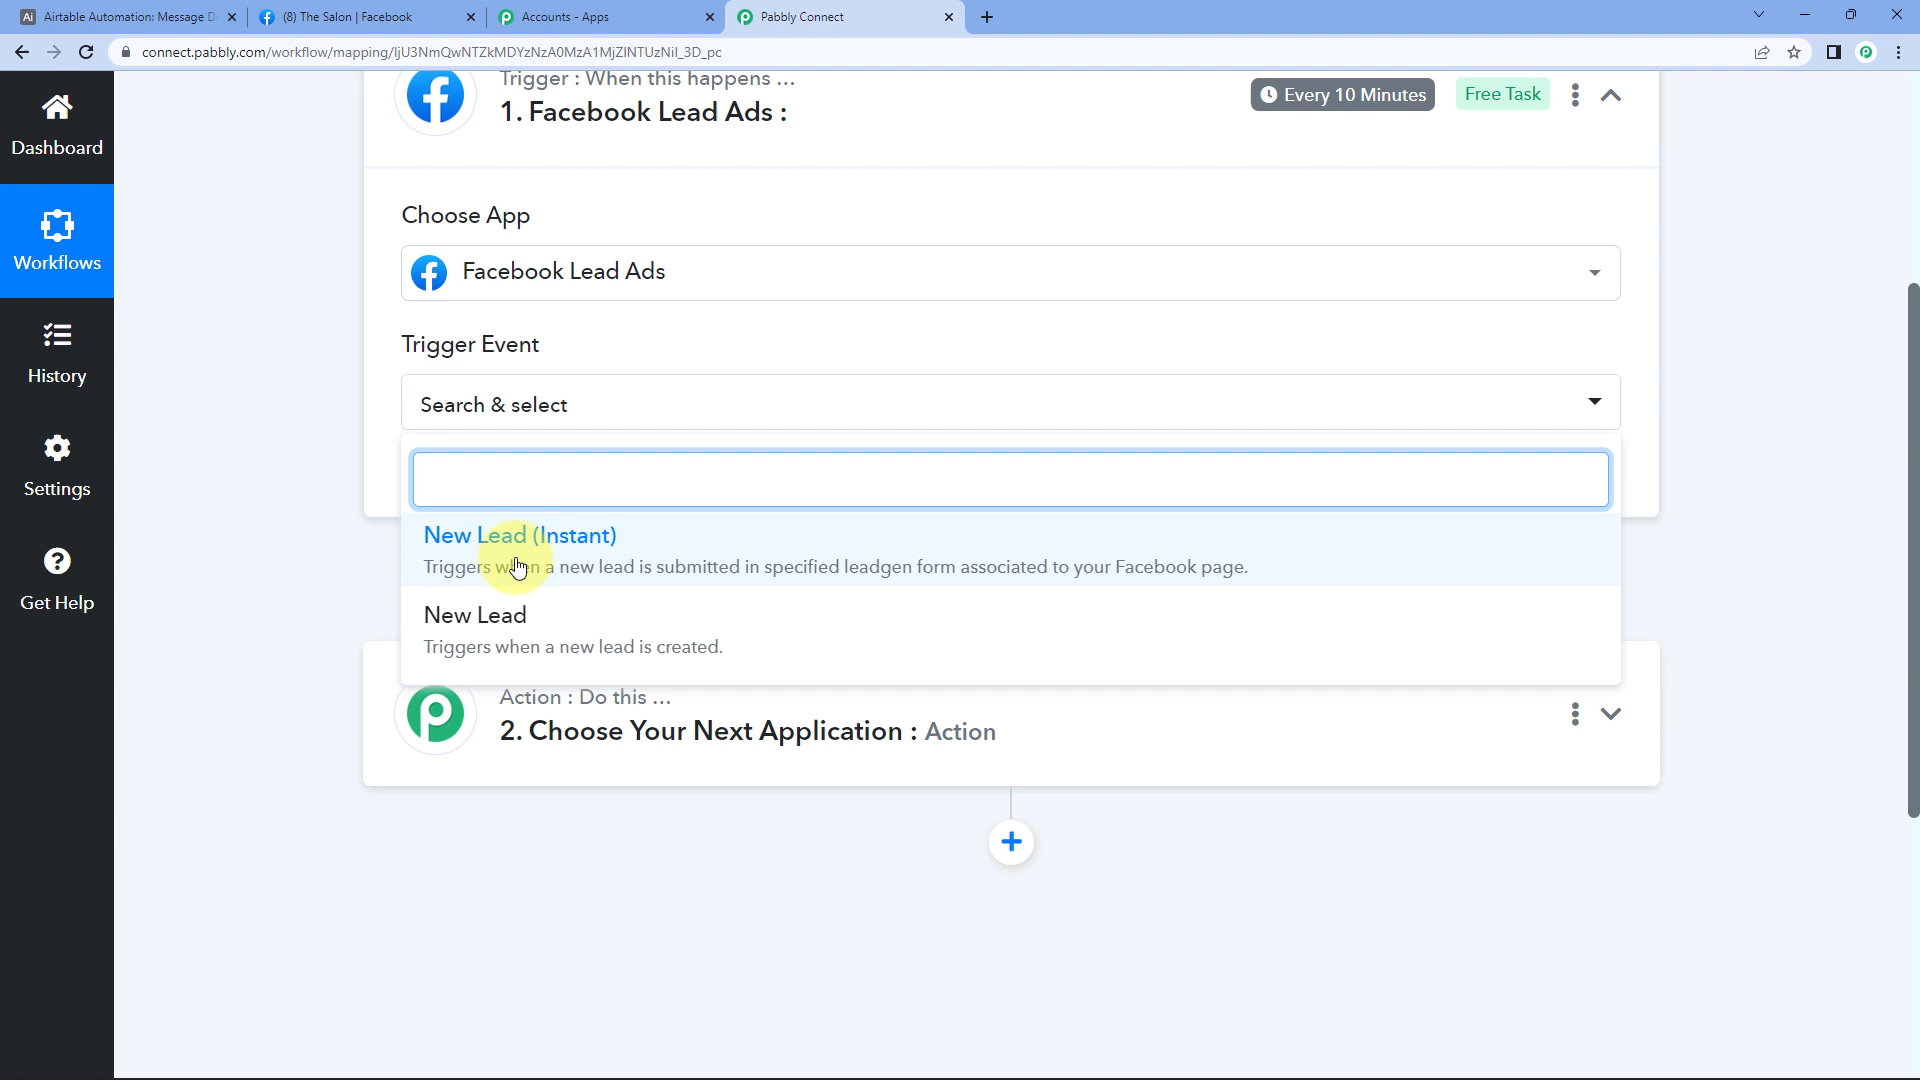 Airtable Automation: Message D
(8) The Salon | Facebook
Accounts - Apps
Pabbly Connect
connect.pabbly.com/workflow/mapping/IjU3NmQwNTZkMDYzNzA0MzA1MjZlNTUzNiI_3D_pc
Trigger : When this happens ...
1. Facebook Lead Ads :
Every 10 Minutes
Free Task
Dashboard
Workflows
History
Settings
Get Help
Choose App
Facebook Lead Ads
Trigger Event
Search & select
New Lead (Instant)
Triggers when a new lead is submitted in specified leadgen form associated to your Facebook page.
New Lead
Triggers when a new lead is created.
Action : Do this ...
2. Choose Your Next Application : Action